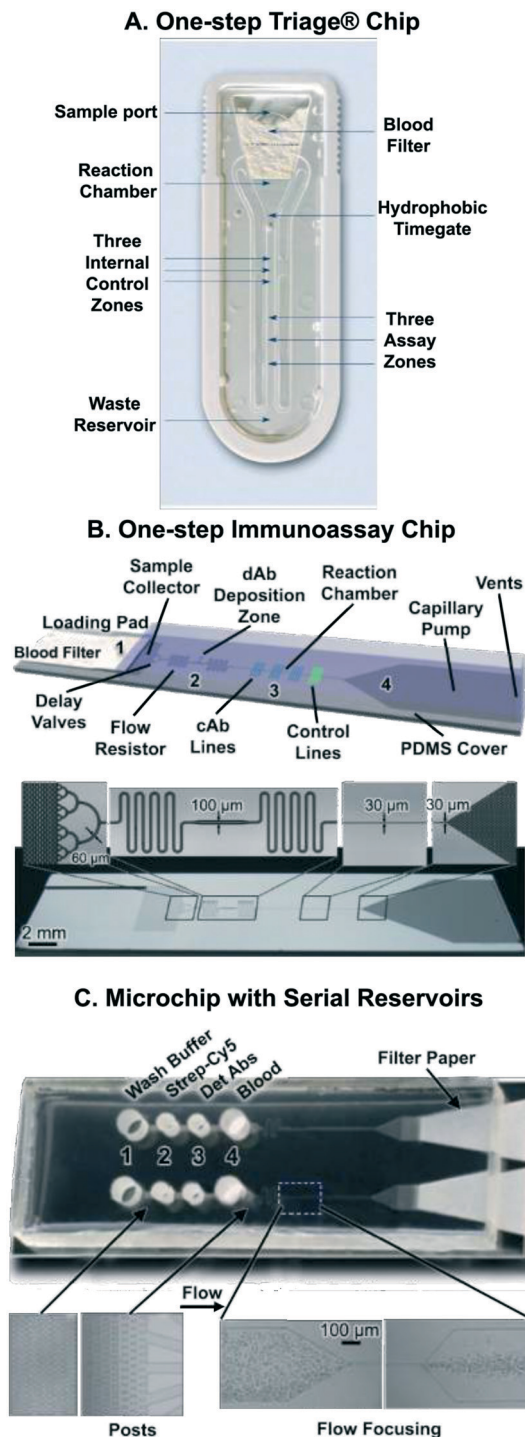 A. One-step Triage® Chip
Sample port
Blood
Filter
Reaction
Chamber
Hydrophobic
Timegate
Three
Internal
Control
Zones
Three
Assay
Zones
Waste
Reservoir
B. One-step Immunoassay Chip
Sample
Collector
dAb
Deposition
Zone
Reaction
Chamber
Vents
Capillary
Pump
Loading Pad
Blood Filter
1
2
3
4
Delay
Valves
Flow
Resistor
cAb
Lines
Control
Lines
PDMS Cover
60 µm
100 µm
30 µm
30 µm
2 mm
C. Microchip with Serial Reservoirs
Wash Buffer
Strep-Cy5
Det Abs
Blood
Filter Paper
1 2 3 4
Flow
100 µm
Posts
Flow Focusing